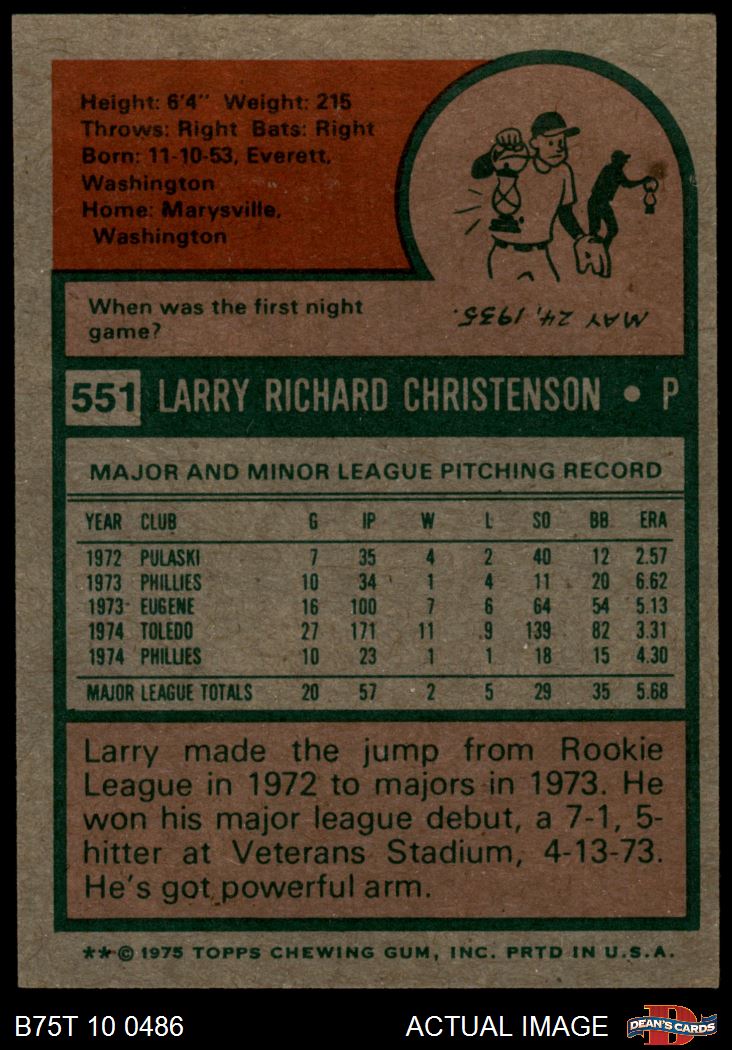 Height: 6'4" Weight: 215
Throws: Right Bats: Right
Born: 11-10-53, Everett,
Washington
Home: Marysville,
Washington
When was the first night
game?
MAY 24, 1935.
551 LARRY RICHARD CHRISTENSON • P
MAJOR AND MINOR LEAGUE PITCHING RECORD
YEAR CLUB G IP W L SO BB ERA
1972 PULASKI 7 35 4 2 40 12 2.57
1973 PHILLIES 10 34 1 4 11 20 6.62
1973 EUGENE 16 100 7 6 64 54 5.13
1974 TOLEDO 27 171 11 9 139 82 3.31
1974 PHILLIES 10 23 1 1 18 15 4.30
MAJOR LEAGUE TOTALS 20 57 2 5 29 35 5.68
Larry made the jump from Rookie
League in 1972 to majors in 1973. He
won his major league debut, a 7-1, 5-
hitter at Veterans Stadium, 4-13-73.
He's got powerful arm.
**© 1975 TOPPS CHEWING GUM, INC. PRTD IN U.S.A.
B75T 10 0486 ACTUAL IMAGE D DEAN'S CARDS